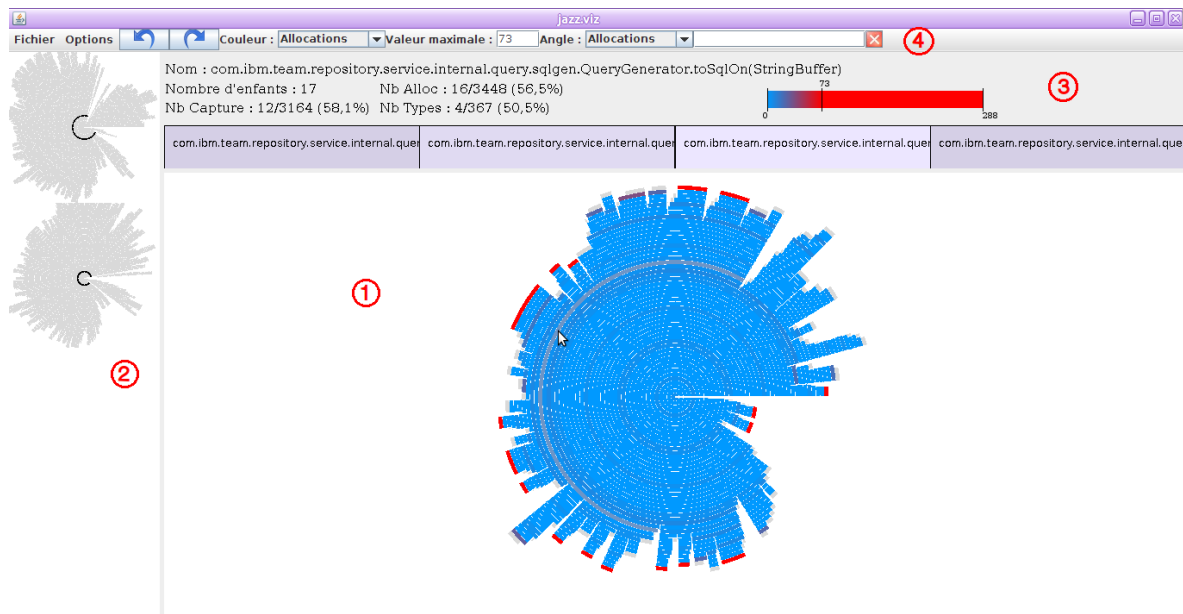 jazz.viz
Fichier Options Couleur : Allocations Valeur maximale : 73 Angle : Allocations
4
Nom : com.ibm.team.repository.service.internal.query.sqlgen.QueryGenerator.toSqlOn(StringBuffer)
Nombre d'enfants : 17 Nb Alloc : 16/3448 (56,5%)
Nb Capture : 12/3164 (58,1%) Nb Types : 4/367 (50,5%)
73
0 288
3
com.ibm.team.repository.service.internal.quer com.ibm.team.repository.service.internal.quer com.ibm.team.repository.service.internal.quer com.ibm.team.repository.service.internal.quer
1
2